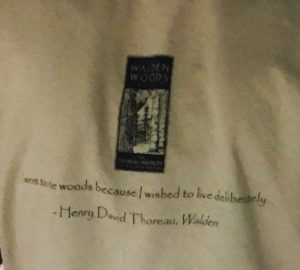 WALDEN
WOODS
went to the woods because I wished to live deliberately
- Henry David Thoreau, Walden